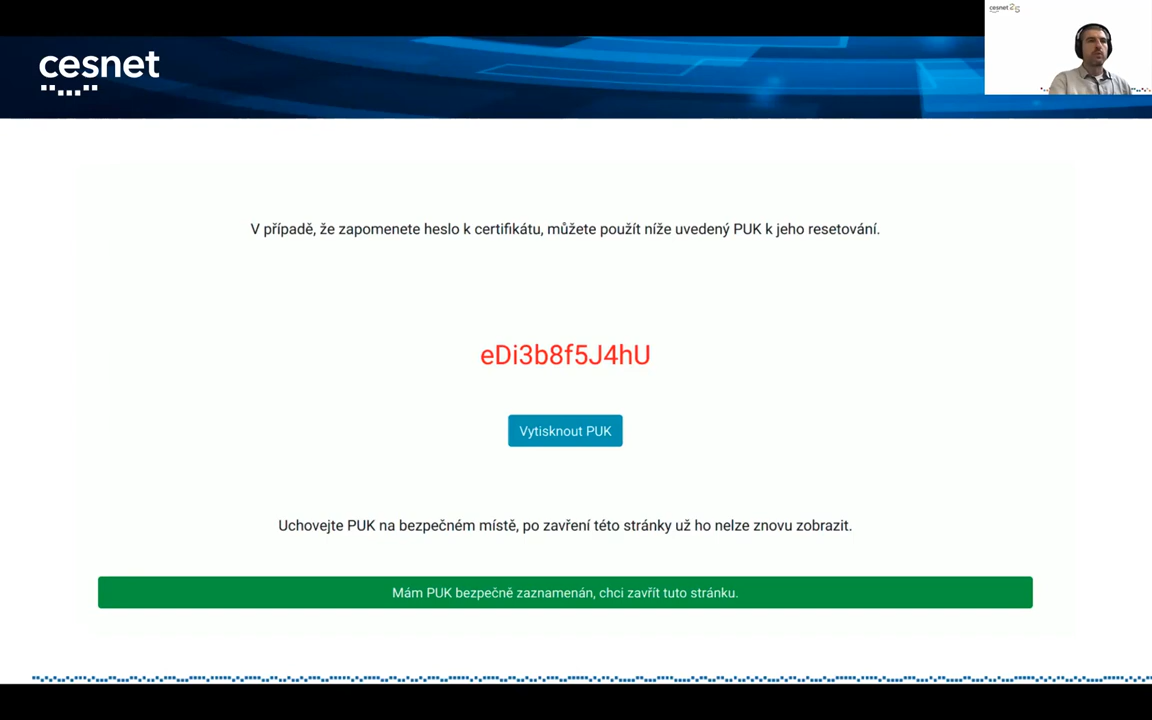 cesnet
cesnet 25
V případě, že zapomenete heslo k certifikátu, můžete použít níže uvedený PUK k jeho resetování.
eDi3b8f5J4hU
Vytisknout PUK
Uchovejte PUK na bezpečném místě, po zavření této stránky už ho nelze znovu zobrazit.
Mám PUK bezpečně zaznamenán, chci zavřít tuto stránku.